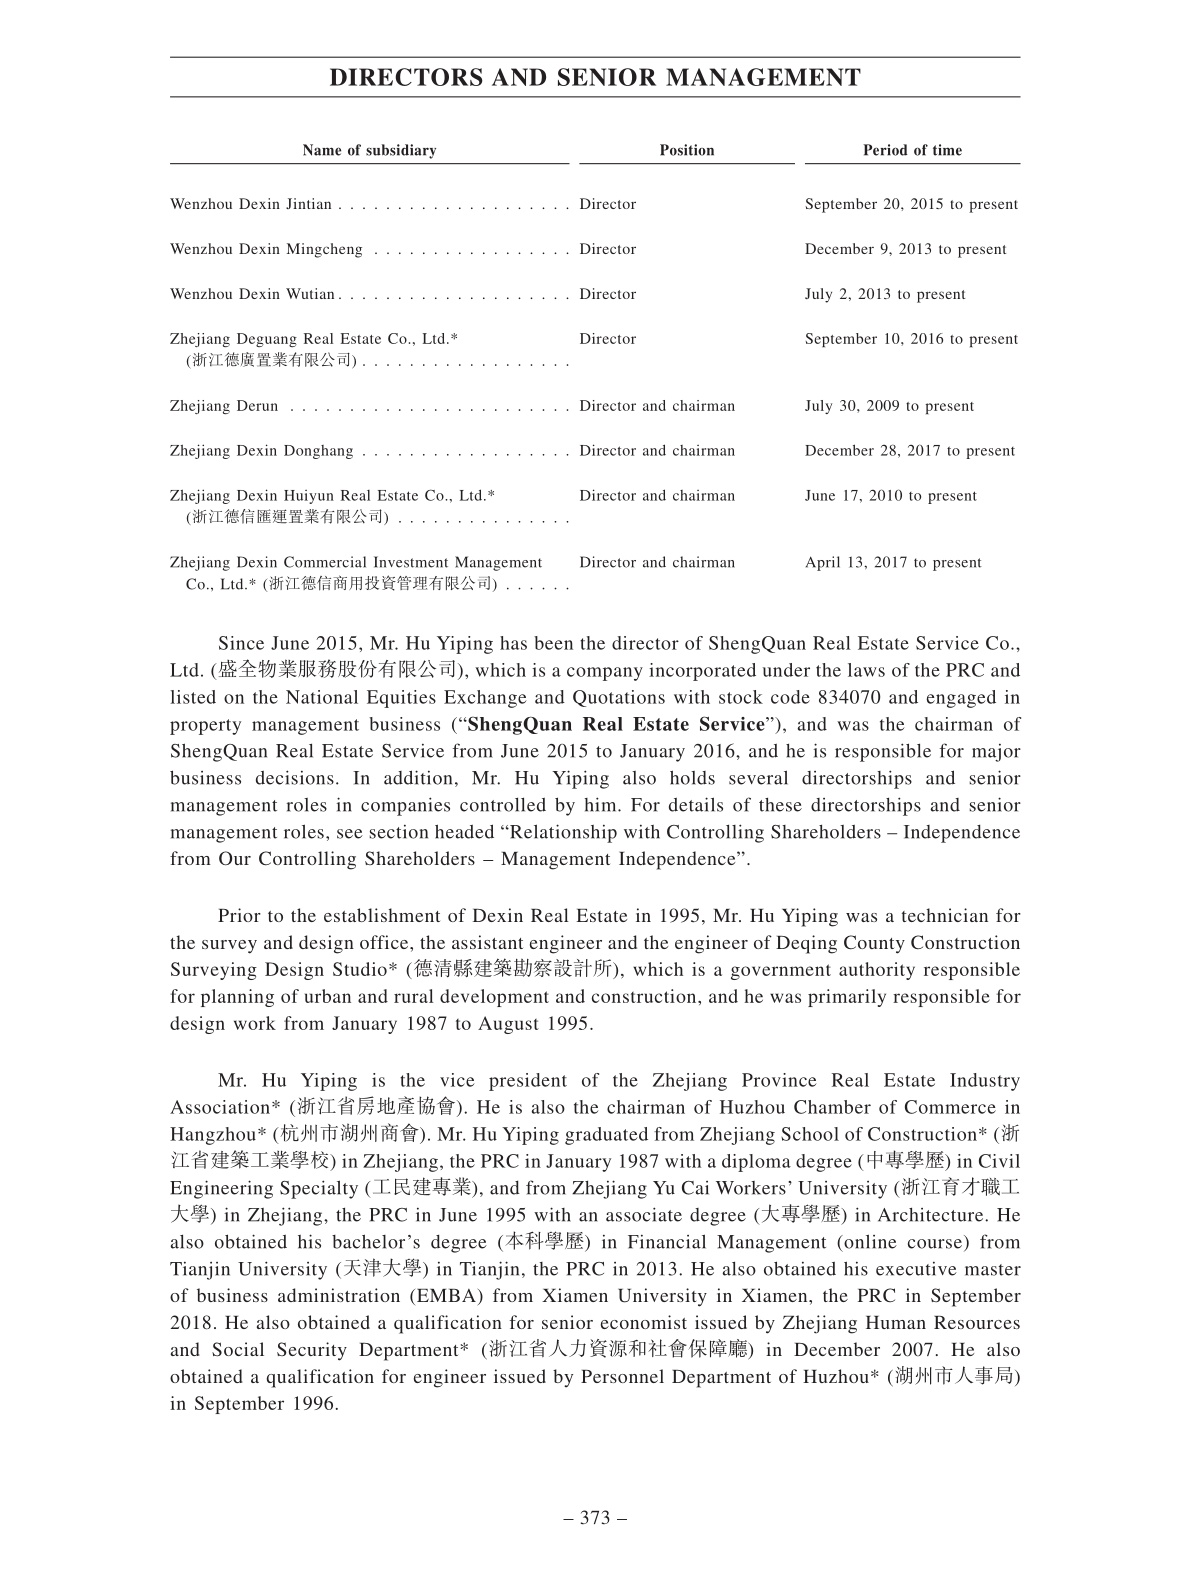 DIRECTORS AND SENIOR MANAGEMENT
Name of subsidiary Position Period of time
Wenzhou Dexin Jintian . . . . . . . . . . . . . . . . . . . . Director September 20, 2015 to present
Wenzhou Dexin Mingcheng . . . . . . . . . . . . . . . . . Director December 9, 2013 to present
Wenzhou Dexin Wutian . . . . . . . . . . . . . . . . . . . . Director July 2, 2013 to present
Zhejiang Deguang Real Estate Co., Ltd.* Director September 10, 2016 to present
(浙江德廣置業有限公司) . . . . . . . . . . . . . . . . . .
Zhejiang Derun . . . . . . . . . . . . . . . . . . . . . . . . Director and chairman July 30, 2009 to present
Zhejiang Dexin Donghang . . . . . . . . . . . . . . . . . . Director and chairman December 28, 2017 to present
Zhejiang Dexin Huiyun Real Estate Co., Ltd.* Director and chairman June 17, 2010 to present
(浙江德信匯運置業有限公司) . . . . . . . . . . . . . . .
Zhejiang Dexin Commercial Investment Management Director and chairman April 13, 2017 to present
Co., Ltd.* (浙江德信商用投資管理有限公司) . . . . . .
Since June 2015, Mr. Hu Yiping has been the director of ShengQuan Real Estate Service Co.,
Ltd. (盛全物業服務股份有限公司), which is a company incorporated under the laws of the PRC and
listed on the National Equities Exchange and Quotations with stock code 834070 and engaged in
property management business (“ShengQuan Real Estate Service”), and was the chairman of
ShengQuan Real Estate Service from June 2015 to January 2016, and he is responsible for major
business decisions. In addition, Mr. Hu Yiping also holds several directorships and senior
management roles in companies controlled by him. For details of these directorships and senior
management roles, see section headed “Relationship with Controlling Shareholders – Independence
from Our Controlling Shareholders – Management Independence”.
Prior to the establishment of Dexin Real Estate in 1995, Mr. Hu Yiping was a technician for
the survey and design office, the assistant engineer and the engineer of Deqing County Construction
Surveying Design Studio* (德清縣建築勘察設計所), which is a government authority responsible
for planning of urban and rural development and construction, and he was primarily responsible for
design work from January 1987 to August 1995.
Mr. Hu Yiping is the vice president of the Zhejiang Province Real Estate Industry
Association* (浙江省房地產協會). He is also the chairman of Huzhou Chamber of Commerce in
Hangzhou* (杭州市湖州商會). Mr. Hu Yiping graduated from Zhejiang School of Construction* (浙
江省建築工業學校) in Zhejiang, the PRC in January 1987 with a diploma degree (中專學歷) in Civil
Engineering Specialty (工民建專業), and from Zhejiang Yu Cai Workers’ University (浙江育才職工
大學) in Zhejiang, the PRC in June 1995 with an associate degree (大專學歷) in Architecture. He
also obtained his bachelor’s degree (本科學歷) in Financial Management (online course) from
Tianjin University (天津大學) in Tianjin, the PRC in 2013. He also obtained his executive master
of business administration (EMBA) from Xiamen University in Xiamen, the PRC in September
2018. He also obtained a qualification for senior economist issued by Zhejiang Human Resources
and Social Security Department* (浙江省人力資源和社會保障廳) in December 2007. He also
obtained a qualification for engineer issued by Personnel Department of Huzhou* (湖州市人事局)
in September 1996.
– 373 –